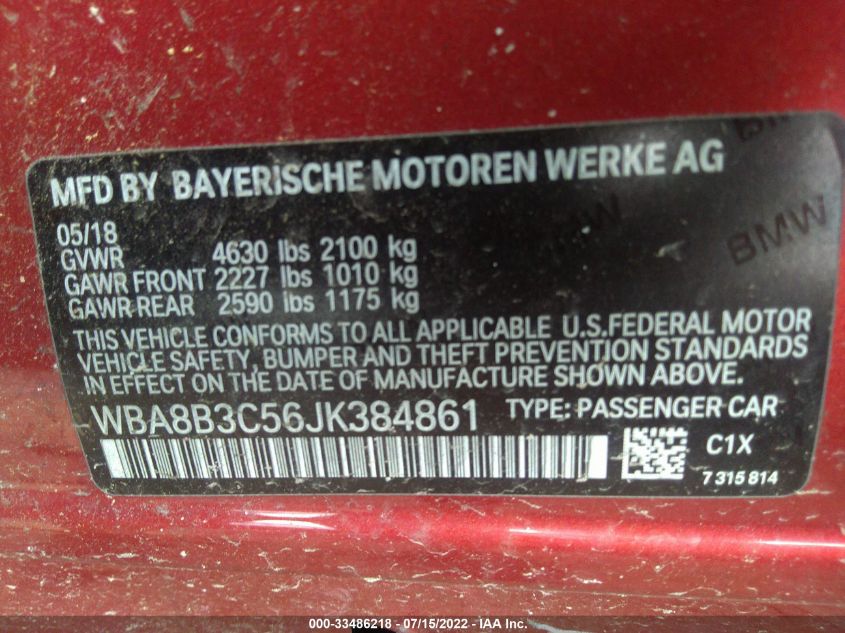 MFD BY BAYERISCHE MOTOREN WERKE AG
05/18
GVWR 4630 lbs 2100 kg
GAWR FRONT 2227 lbs 1010 kg
GAWR REAR 2590 lbs 1175 kg
THIS VEHICLE CONFORMS TO ALL APPLICABLE U.S.FEDERAL MOTOR
VEHICLE SAFETY, BUMPER AND THEFT PREVENTION STANDARDS
IN EFFECT ON THE DATE OF MANUFACTURE SHOWN ABOVE.
WBA8B3C56JK384861 TYPE: PASSENGER CAR
C1X
7 315 814
BMW
BMW
000-33486218 - 07/15/2022 - IAA Inc.